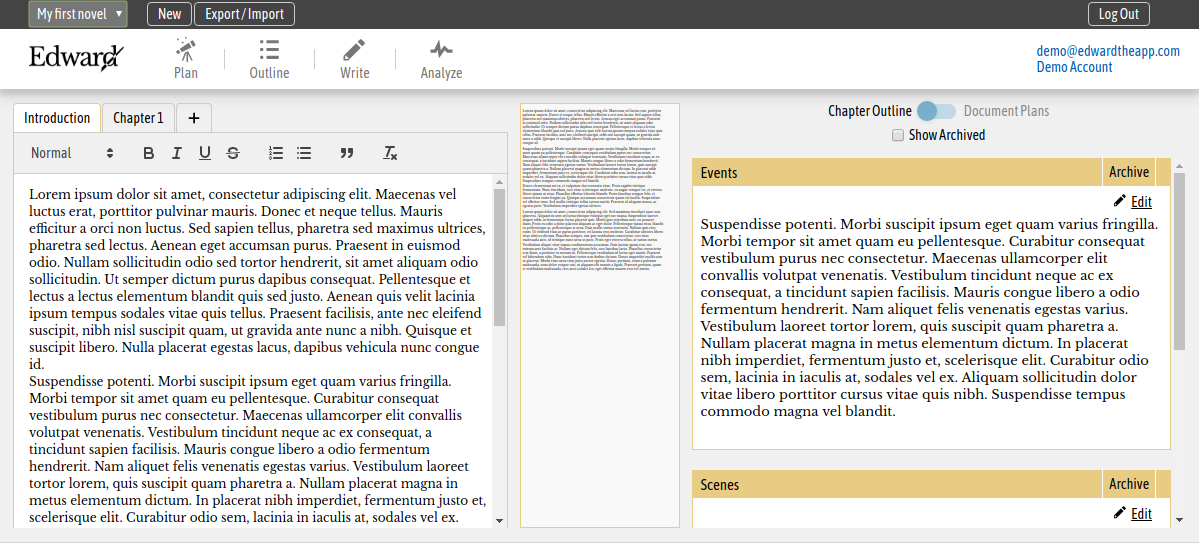 My first novel ▼ New Export / Import Log Out
Edward
Plan Outline Write Analyze
demo@edwardtheapp.com
Demo Account
Introduction Chapter 1 +
Normal B I U S
Lorem ipsum dolor sit amet, consectetur adipiscing elit. Maecenas vel
luctus erat, porttitor pulvinar mauris. Donec et neque tellus. Mauris
efficitur a orci non luctus. Sed sapien tellus, pharetra sed maximus ultrices,
pharetra sed lectus. Aenean eget accumsan purus. Praesent in euismod
odio. Nullam sollicitudin odio sed tortor hendrerit, sit amet aliquam odio
sollicitudin. Ut semper dictum purus dapibus consequat. Pellentesque et
lectus a lectus elementum blandit quis sed justo. Aenean quis velit lacinia
ipsum tempus sodales vitae quis tellus. Praesent facilisis, ante nec eleifend
suscipit, nibh nisl suscipit quam, ut gravida ante nunc a nibh. Quisque et
suscipit libero. Nulla placerat egestas lacus, dapibus vehicula nunc congue
id.
Suspendisse potenti. Morbi suscipit ipsum eget quam varius fringilla.
Morbi tempor sit amet quam eu pellentesque. Curabitur consequat
vestibulum purus nec consectetur. Maecenas ullamcorper elit convallis
volutpat venenatis. Vestibulum tincidunt neque ac ex consequat, a
tincidunt sapien facilisis. Mauris congue libero a odio fermentum
hendrerit. Nam aliquet felis venenatis egestas varius. Vestibulum laoreet
tortor lorem, quis suscipit quam pharetra a. Nullam placerat magna in
metus elementum dictum. In placerat nibh imperdiet, fermentum justo et,
scelerisque elit. Curabitur odio sem, lacinia in iaculis at, sodales vel ex.
Chapter Outline Document Plans
Show Archived
Events Archive
Edit
Suspendisse potenti. Morbi suscipit ipsum eget quam varius fringilla.
Morbi tempor sit amet quam eu pellentesque. Curabitur consequat
vestibulum purus nec consectetur. Maecenas ullamcorper elit
convallis volutpat venenatis. Vestibulum tincidunt neque ac ex
consequat, a tincidunt sapien facilisis. Mauris congue libero a odio
fermentum hendrerit. Nam aliquet felis venenatis egestas varius.
Vestibulum laoreet tortor lorem, quis suscipit quam pharetra a.
Nullam placerat magna in metus elementum dictum. In placerat
nibh imperdiet, fermentum justo et, scelerisque elit. Curabitur odio
sem, lacinia in iaculis at, sodales vel ex. Aliquam sollicitudin dolor
vitae libero porttitor cursus vitae quis nibh. Suspendisse tempus
commodo magna vel blandit.
Scenes Archive
Edit